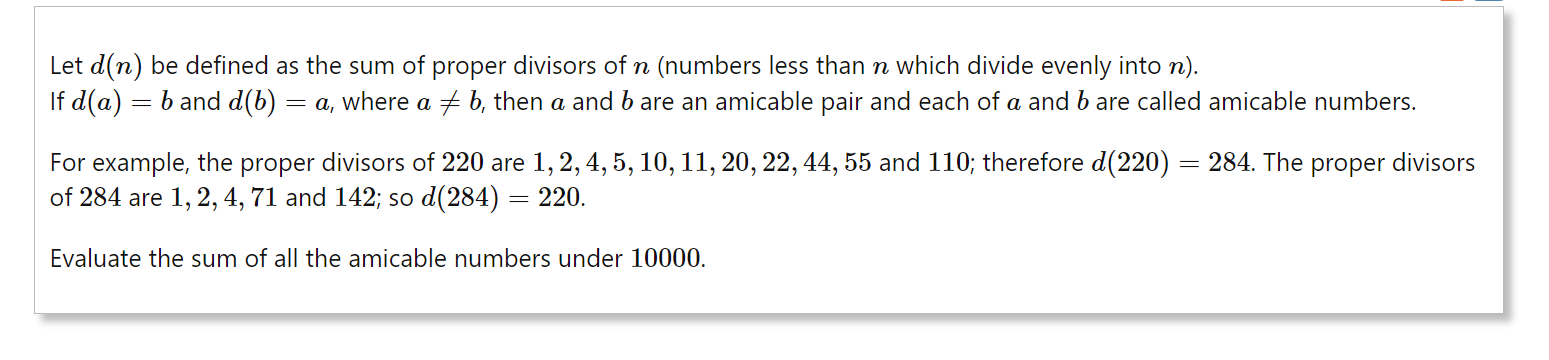 Let d(n) be defined as the sum of proper divisors of n (numbers less than n which divide evenly into n).
If d(a) = b and d(b) = a, where a ≠ b, then a and b are an amicable pair and each of a and b are called amicable numbers.
For example, the proper divisors of 220 are 1, 2, 4, 5, 10, 11, 20, 22, 44, 55 and 110; therefore d(220) = 284. The proper divisors
of 284 are 1, 2, 4, 71 and 142; so d(284) = 220.
Evaluate the sum of all the amicable numbers under 10000.